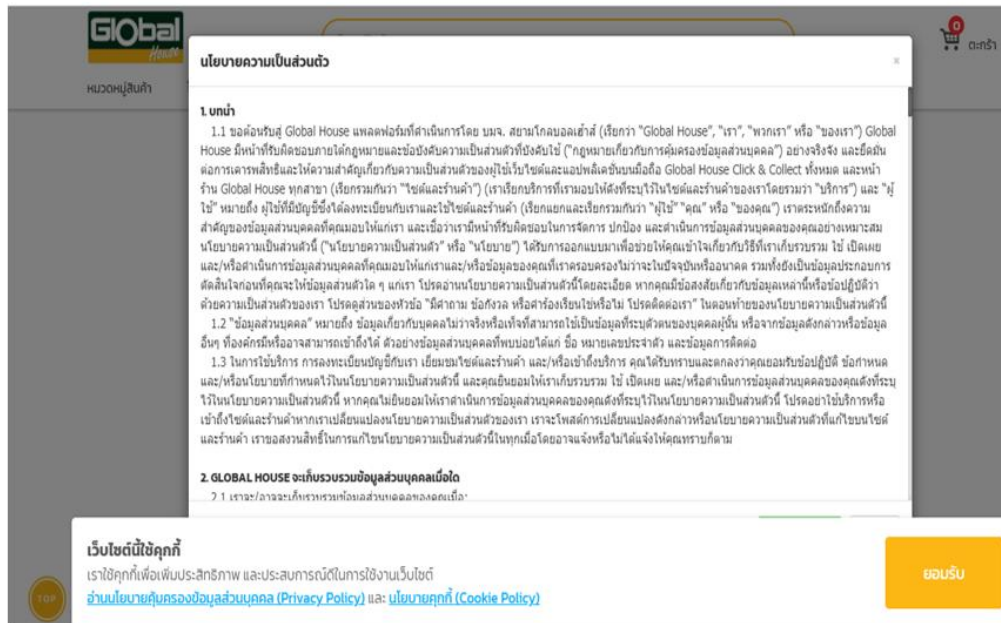 Global
House
0
ตะกร้า
หมวดหมู่สินค้า
นโยบายความเป็นส่วนตัว
x
1. บทนำ
1.1 ขอต้อนรับสู่ Global House แพลตฟอร์มที่ดำเนินการโดย บมจ. สยามโกลบอลเฮ้าส์ (เรียกว่า "Global House", "เรา", "พวกเรา" หรือ "ของเรา") Global
House มีหน้าที่รับผิดชอบภายใต้กฎหมายและข้อบังคับความเป็นส่วนตัวที่บังคับใช้ ("กฎหมายเกี่ยวกับการคุ้มครองข้อมูลส่วนบุคคล") อย่างจริงจัง และยึดมั่น
ต่อการเคารพสิทธิและให้ความสำคัญเกี่ยวกับความเป็นส่วนตัวของผู้ใช้เว็บไซต์และแอปพลิเคชันบนมือถือ Global House Click & Collect ทั้งหมด และหน้า
ร้าน Global House ทุกสาขา (เรียกรวมกันว่า "ไซต์และร้านค้า") (เราเรียกบริการที่เรามอบให้ดังที่ระบุไว้ในไซต์และร้านค้าของเราโดยรวมว่า "บริการ") และ "ผู้
ใช้" หมายถึง ผู้ใช้ที่มีบัญชีซึ่งได้ลงทะเบียนกับเราและใช้ไซต์และร้านค้า (เรียกแยกและเรียกรวมกันว่า "ผู้ใช้" "คุณ" หรือ "ของคุณ") เราตระหนักถึงความ
สำคัญของข้อมูลส่วนบุคคลที่คุณมอบให้แก่เรา และเชื่อว่าเรามีหน้าที่รับผิดชอบในการจัดการ ปกป้อง และดำเนินการข้อมูลส่วนบุคคลของคุณอย่างเหมาะสม
นโยบายความเป็นส่วนตัวนี้ ("นโยบายความเป็นส่วนตัว" หรือ "นโยบาย") ได้รับการออกแบบมาเพื่อช่วยให้คุณเข้าใจเกี่ยวกับวิธีที่เราเก็บรวบรวม ใช้ เปิดเผย
และ/หรือดำเนินการข้อมูลส่วนบุคคลที่คุณมอบให้แก่เราและ/หรือข้อมูลของคุณที่เราครอบครองไม่ว่าจะในปัจจุบันหรืออนาคต รวมทั้งยังเป็นข้อมูลประกอบการ
ตัดสินใจก่อนที่คุณจะให้ข้อมูลส่วนตัวใด ๆ แก่เรา โปรดอ่านนโยบายความเป็นส่วนตัวนี้โดยละเอียด หากคุณมีข้อสงสัยเกี่ยวกับข้อมูลเหล่านี้หรือข้อปฏิบัติว่า
ด้วยความเป็นส่วนตัวของเรา โปรดดูส่วนของหัวข้อ "มีคำถาม ข้อกังวล หรือคำร้องเรียนใช่หรือไม่ โปรดติดต่อเรา" ในตอนท้ายของนโยบายความเป็นส่วนตัวนี้
1.2 "ข้อมูลส่วนบุคคล" หมายถึง ข้อมูลเกี่ยวกับบุคคลไม่ว่าจริงหรือเท็จที่สามารถใช้เป็นข้อมูลที่ระบุตัวตนของบุคคลผู้นั้น หรือจากข้อมูลดังกล่าวหรือข้อมูล
อื่นๆ ที่องค์กรมีหรืออาจสามารถเข้าถึงได้ ตัวอย่างข้อมูลส่วนบุคคลที่พบบ่อยได้แก่ ชื่อ หมายเลขประจำตัว และข้อมูลการติดต่อ
1.3 ในการใช้บริการ การลงทะเบียนบัญชีกับเรา เยี่ยมชมไซต์และร้านค้า และ/หรือเข้าถึงบริการ คุณได้รับทราบและตกลงว่าคุณยอมรับข้อปฏิบัติ ข้อกำหนด
และ/หรือนโยบายที่กำหนดไว้ในนโยบายความเป็นส่วนตัวนี้ และคุณยินยอมให้เราเก็บรวบรวม ใช้ เปิดเผย และ/หรือดำเนินการข้อมูลส่วนบุคคลของคุณดังที่ระบุ
ไว้ในนโยบายความเป็นส่วนตัวนี้ หากคุณไม่ยินยอมให้เราดำเนินการข้อมูลส่วนบุคคลของคุณดังที่ระบุไว้ในนโยบายความเป็นส่วนตัวนี้ โปรดอย่าใช้บริการหรือ
เข้าถึงไซต์และร้านค้าหากเราเปลี่ยนแปลงนโยบายความเป็นส่วนตัวของเรา เราจะโพสต์การเปลี่ยนแปลงดังกล่าวหรือนโยบายความเป็นส่วนตัวที่แก้ไขบนไซต์
และร้านค้า เราขอสงวนสิทธิ์ในการแก้ไขนโยบายความเป็นส่วนตัวนี้ในทุกเมื่อโดยอาจแจ้งหรือไม่ได้แจ้งให้คุณทราบก็ตาม
2. GLOBAL HOUSE จะเก็บรวบรวมข้อมูลส่วนบุคคลเมื่อใด
2.1 เราจะ/อาจจะเก็บรวบรวมข้อมูลส่วนบุคคลของคุณเมื่อ:
เว็บไซต์นี้ใช้คุกกี้
เราใช้คุกกี้เพื่อเพิ่มประสิทธิภาพ และประสบการณ์ดีในการใช้งานเว็บไซต์
อ่านนโยบายคุ้มครองข้อมูลส่วนบุคคล (Privacy Policy) และ นโยบายคุกกี้ (Cookie Policy)
ยอมรับ
TOP